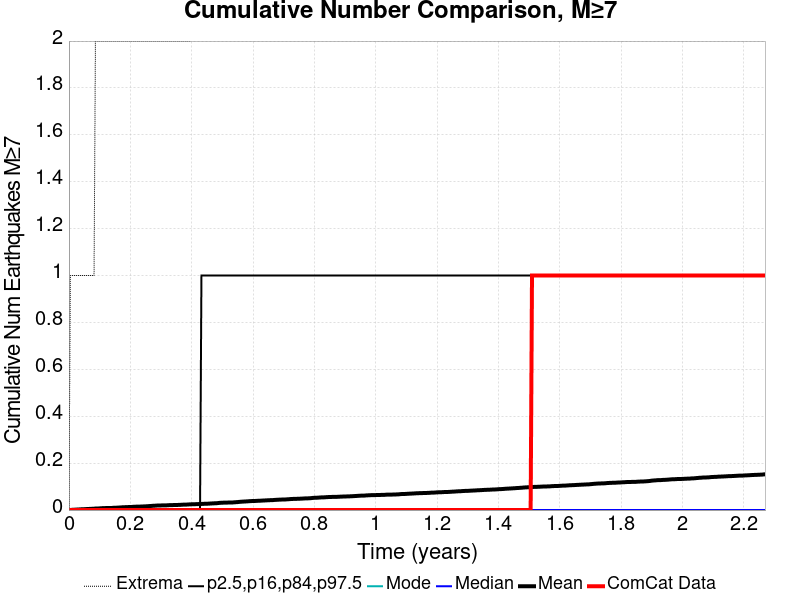 Cumulative Number Comparison, M≥7
Cumulative Num Earthquakes M≥7
2
1.8
1.6
1.4
1.2
1
0.8
0.6
0.4
0.2
0
0 0.2 0.4 0.6 0.8 1 1.2 1.4 1.6 1.8 2 2.2
Time (years)
Extrema p2.5,p16,p84,p97.5 Mode Median Mean ComCat Data